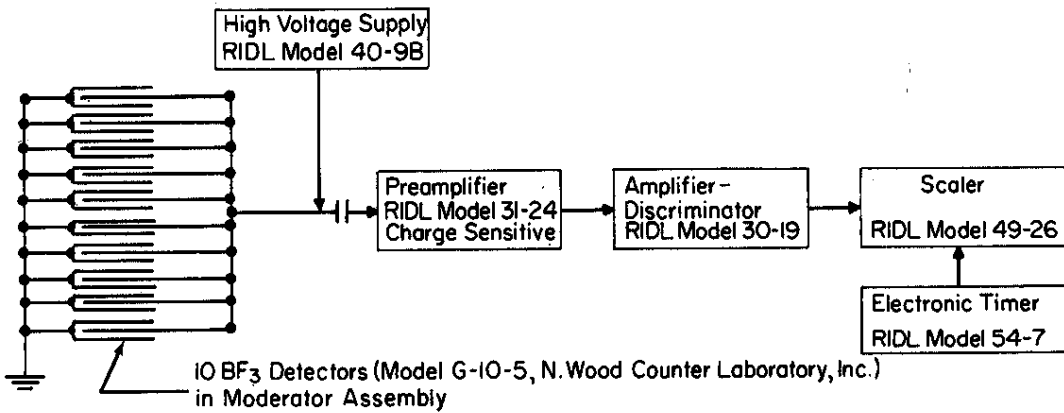 High Voltage Supply
RIDL Model 40-9B
Preamplifier
RIDL Model 31-24
Charge Sensitive
Amplifier-
Discriminator
RIDL Model 30-19
Scaler
RIDL Model 49-26
Electronic Timer
RIDL Model 54-7
10 BF3 Detectors (Model G-10-5, N. Wood Counter Laboratory, Inc.)
in Moderator Assembly